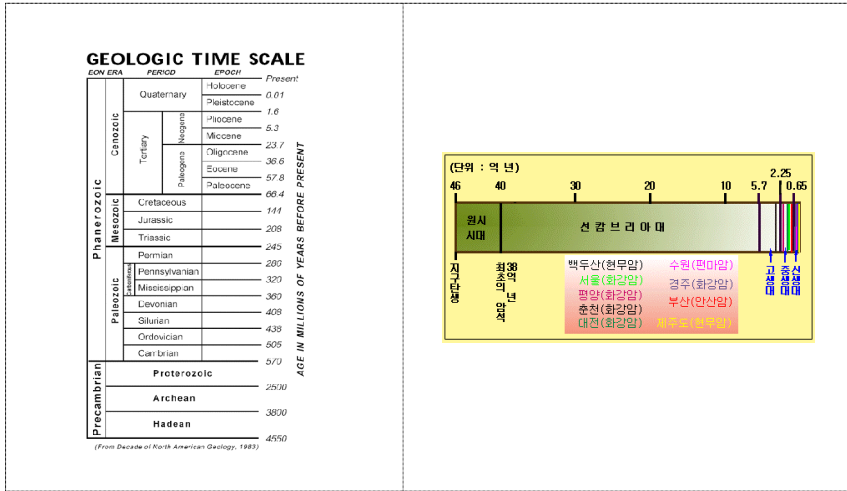 GEOLOGIC TIME SCALE
EON ERA PERIOD EPOCH
Present
Holocene
0.01
Quaternary
Pleistocene
1.6
Pliocene
5.3
Neogene
Miocene
23.7
Tertiary
Oligocene
36.6
Paleogene
Eocene
57.8
Paleocene
66.4
Cenozoic
Cretaceous
144
Jurassic
208
Triassic
245
Mesozoic
Phanerozoic
Permian
286
Pennsylvanian
320
Carboniferous
Mississippian
360
Devonian
408
Silurian
438
Ordovician
505
Cambrian
570
Paleozoic
Proterozoic
2500
Archean
3800
Hadean
4550
Precambrian
AGE IN MILLIONS OF YEARS BEFORE PRESENT
(From Decade of North American Geology, 1983)
(단위 : 억 년)
2.25
46 40 30 20 10 5.7 0.65
원시
시대
선캄브리아대
지구탄생
38억 년
최초의 암석
백두산(현무암) 수원(편마암)
서울(화강암)
경주(화강암)
평양(화강암)
부산(안산암)
춘천(화강암)
대전(화강암) 제주도(현무암)
고생대
중생대
신생대